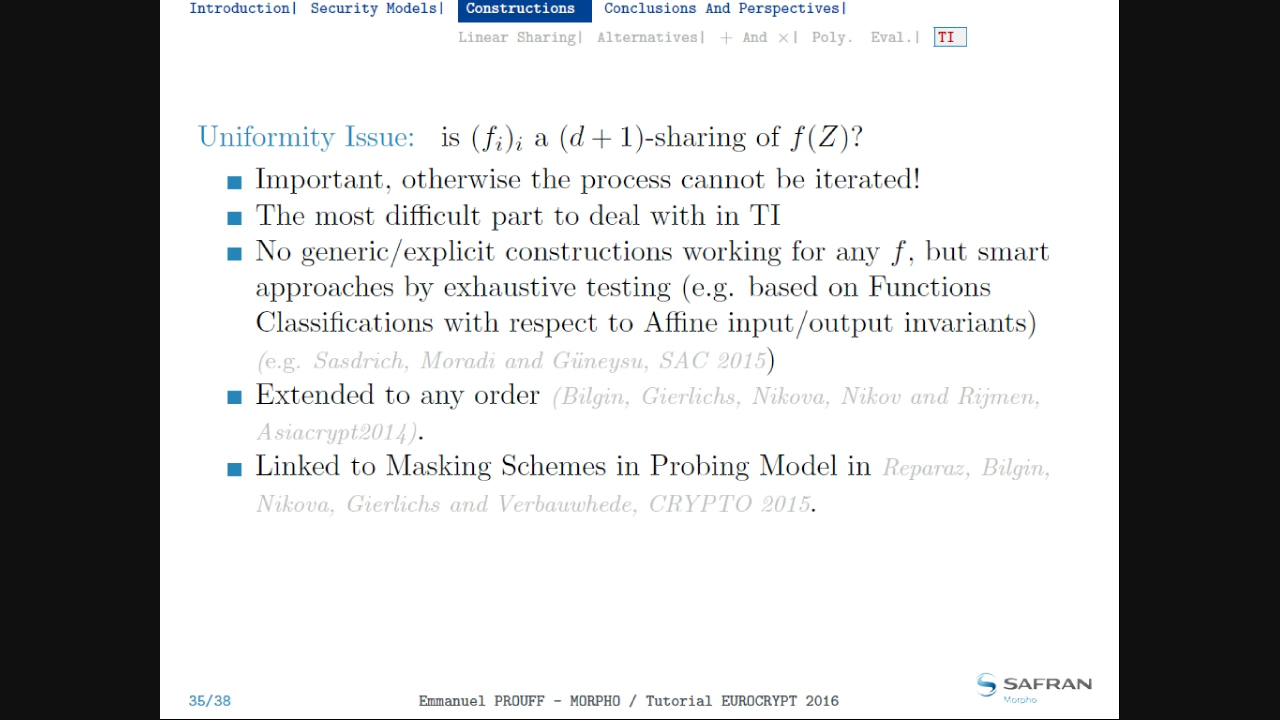 Introduction| Security Models| Constructions Conclusions And Perspectives|
Linear Sharing| Alternatives| + And ×| Poly. Eval.| TI
Uniformity Issue: is (fᵢ)ᵢ a (d + 1)-sharing of f(Z)?
■ Important, otherwise the process cannot be iterated!
■ The most difficult part to deal with in TI
■ No generic/explicit constructions working for any f, but smart
approaches by exhaustive testing (e.g. based on Functions
Classifications with respect to Affine input/output invariants)
(e.g. Sasdrich, Moradi and Güneysu, SAC 2015)
■ Extended to any order (Bilgin, Gierlichs, Nikova, Nikov and Rijmen,
Asiacrypt2014).
■ Linked to Masking Schemes in Probing Model in Reparaz, Bilgin,
Nikova, Gierlichs and Verbauwhede, CRYPTO 2015.
SAFRAN
Morpho
35/38 Emmanuel PROUFF - MORPHO / Tutorial EUROCRYPT 2016